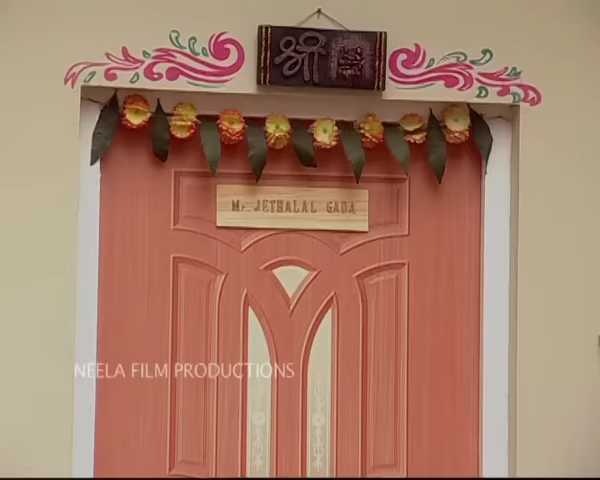 श्री
Mr. JETHALAL GADA
NEELA FILM PRODUCTIONS